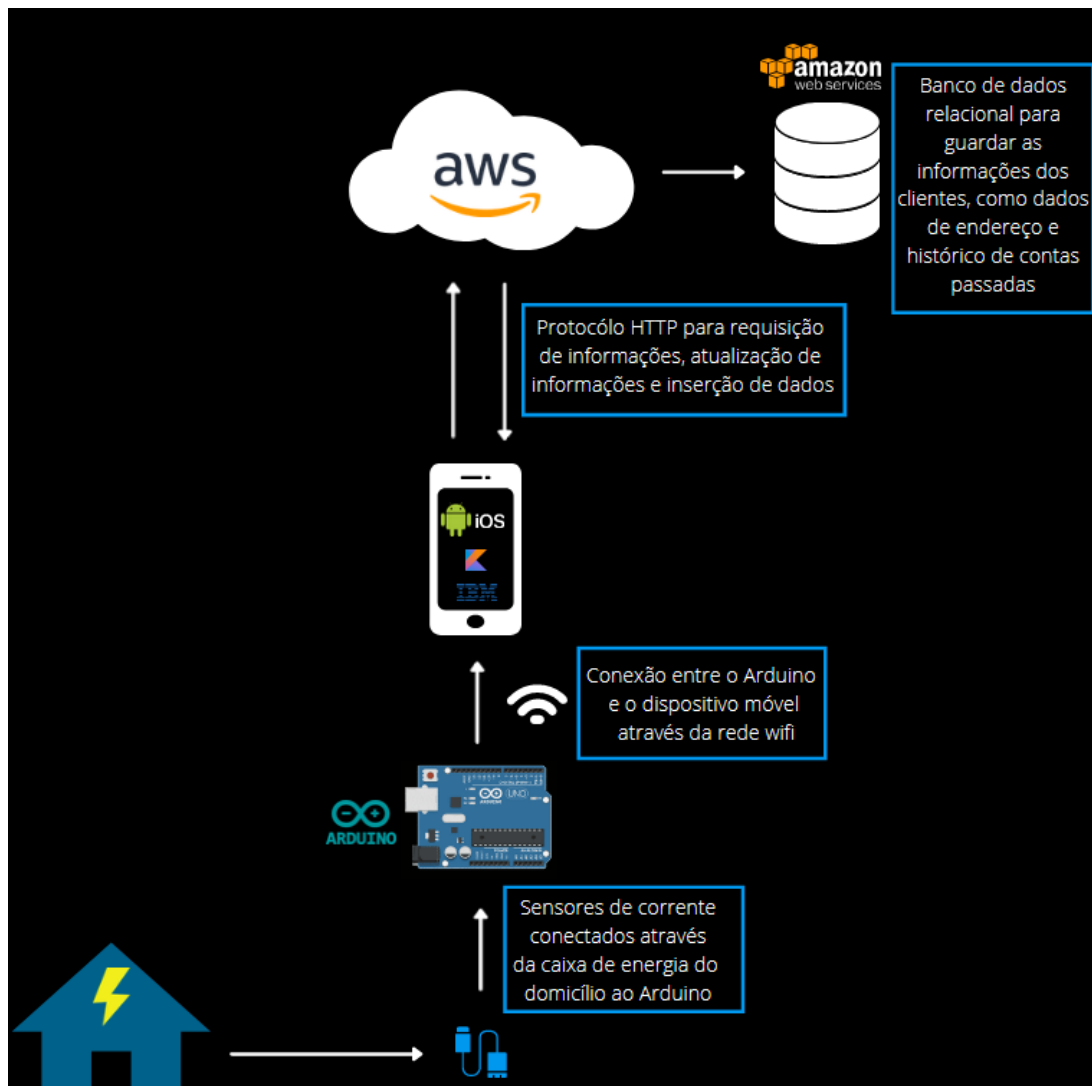 amazon
web services
Banco de dados
relacional para
guardar as
informações dos
clientes, como dados
de endereço e
histórico de contas
passadas
aws
Protocólo HTTP para requisição
de informações, atualização de
informações e inserção de dados
iOS
IBM
Conexão entre o Arduino
e o dispositivo móvel
através da rede wifi
UNO
ARDUINO
Sensores de corrente
conectados através
da caixa de energia do
domicílio ao Arduino